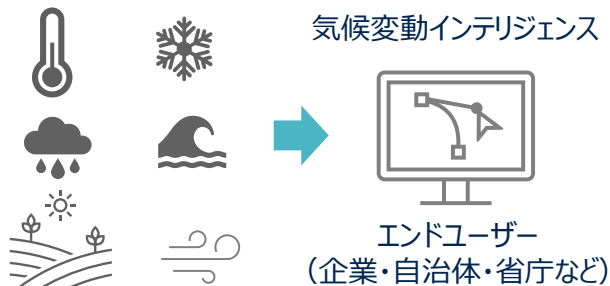 気候変動インテリジェンス
エンドユーザー
（企業・自治体・省庁など）